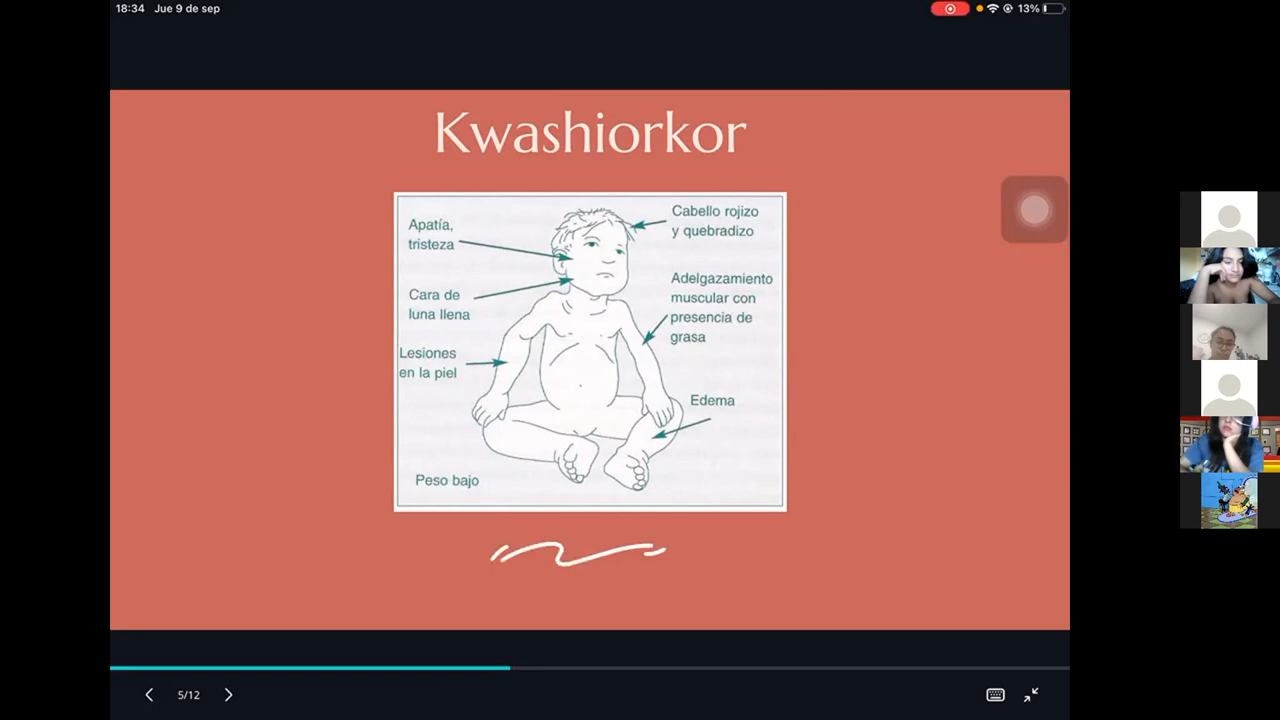 18:34 Jue 9 de sep
13%
Kwashiorkor
Apatía,
tristeza
Cara de
luna llena
Lesiones
en la piel
Peso bajo
Cabello rojizo
y quebradizo
Adelgazamiento
muscular con
presencia de
grasa
Edema
5/12